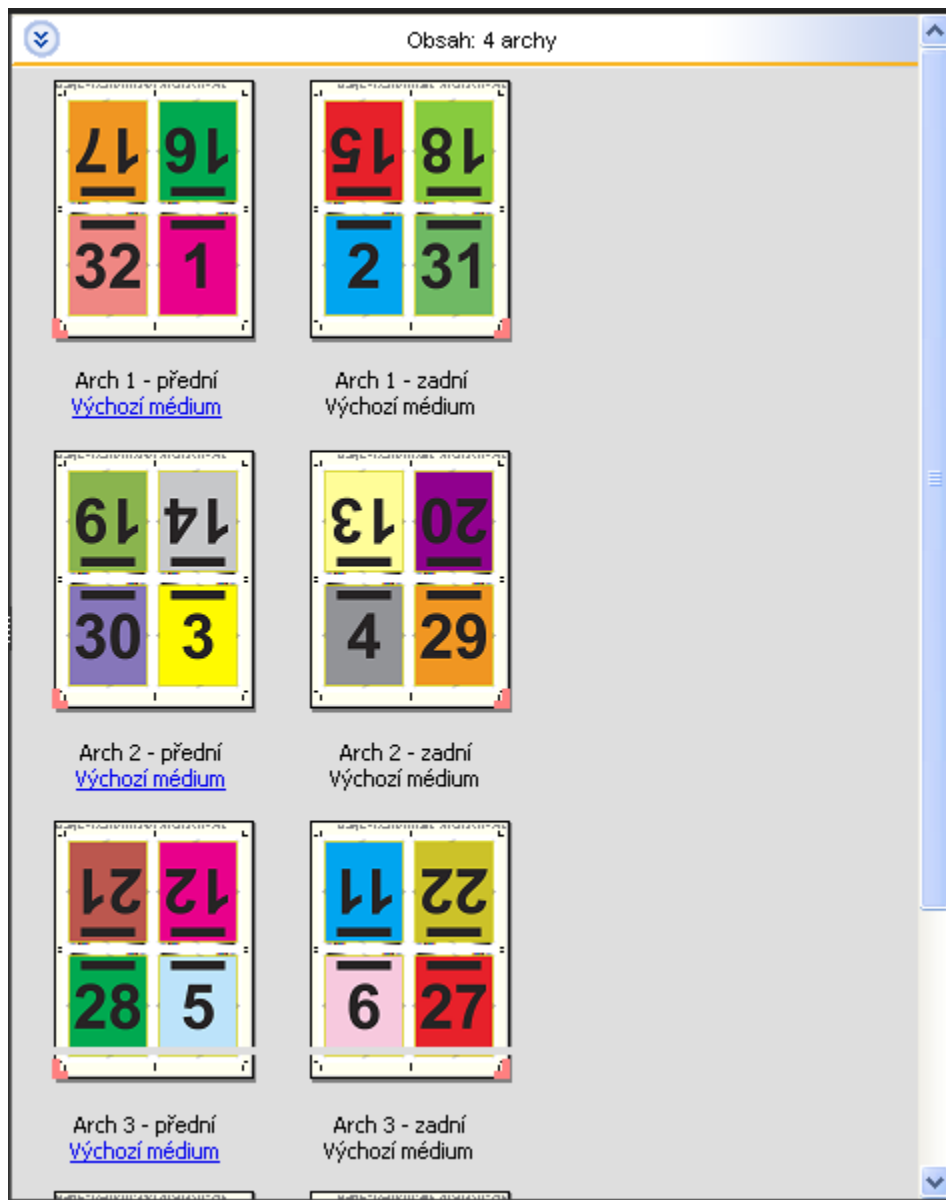 Obsah: 4 archy
17 16
32 1
15 18
2 31
Arch 1 - přední
Výchozí médium
Arch 1 - zadní
Výchozí médium
19 14
30 3
13 20
4 29
Arch 2 - přední
Výchozí médium
Arch 2 - zadní
Výchozí médium
21 12
28 5
11 22
6 27
Arch 3 - přední
Výchozí médium
Arch 3 - zadní
Výchozí médium